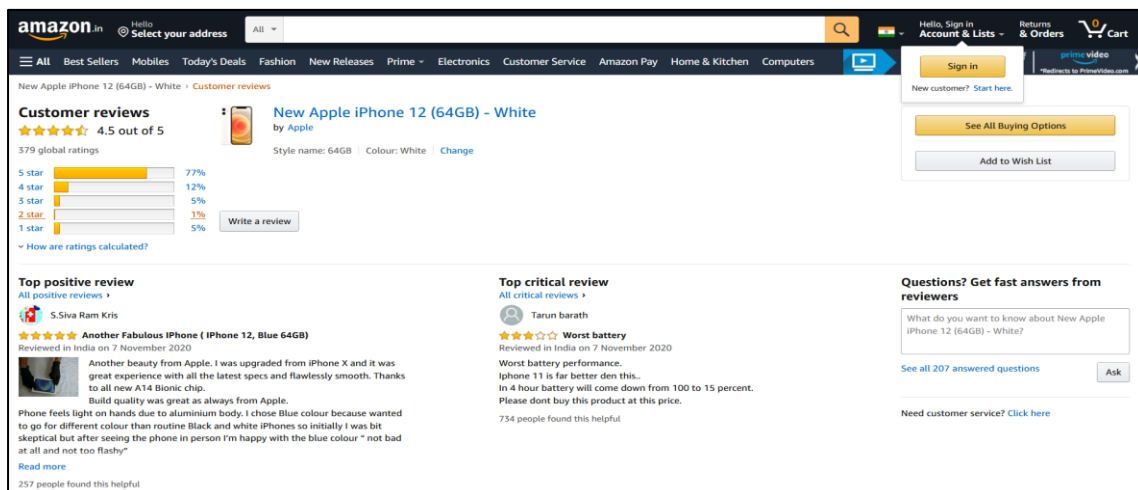 amazon.in
Hello
Select your address
All
Hello, Sign in
Account & Lists
Returns
& Orders
0
Cart
All Best Sellers Mobiles Today's Deals Fashion New Releases Prime Electronics Customer Service Amazon Pay Home & Kitchen Computers
prime video
*Redirects to PrimeVideo.com
Sign in
New customer? Start here.
New Apple iPhone 12 (64GB) - White › Customer reviews
Customer reviews
4.5 out of 5
379 global ratings
5 star 77%
4 star 12%
3 star 5%
2 star 1%
1 star 5%
How are ratings calculated?
New Apple iPhone 12 (64GB) - White
by Apple
Style name: 64GB | Colour: White | Change
Write a review
See All Buying Options
Add to Wish List
Top positive review
All positive reviews ›
S.Siva Ram Kris
Another Fabulous IPhone ( IPhone 12, Blue 64GB)
Reviewed in India on 7 November 2020
Another beauty from Apple. I was upgraded from iPhone X and it was
great experience with all the latest specs and flawlessly smooth. Thanks
to all new A14 Bionic chip.
Build quality was great as always from Apple.
Phone feels light on hands due to aluminium body. I chose Blue colour because wanted
to go for different colour than routine Black and white iPhones so initially I was bit
skeptical but after seeing the phone in person I'm happy with the blue colour " not bad
at all and not too flashy"
Read more
257 people found this helpful
Top critical review
All critical reviews ›
Tarun barath
Worst battery
Reviewed in India on 7 November 2020
Worst battery performance.
Iphone 11 is far better den this..
In 4 hour battery will come down from 100 to 15 percent.
Please dont buy this product at this price.
734 people found this helpful
Questions? Get fast answers from
reviewers
What do you want to know about New Apple
iPhone 12 (64GB) - White?
See all 207 answered questions
Ask
Need customer service? Click here